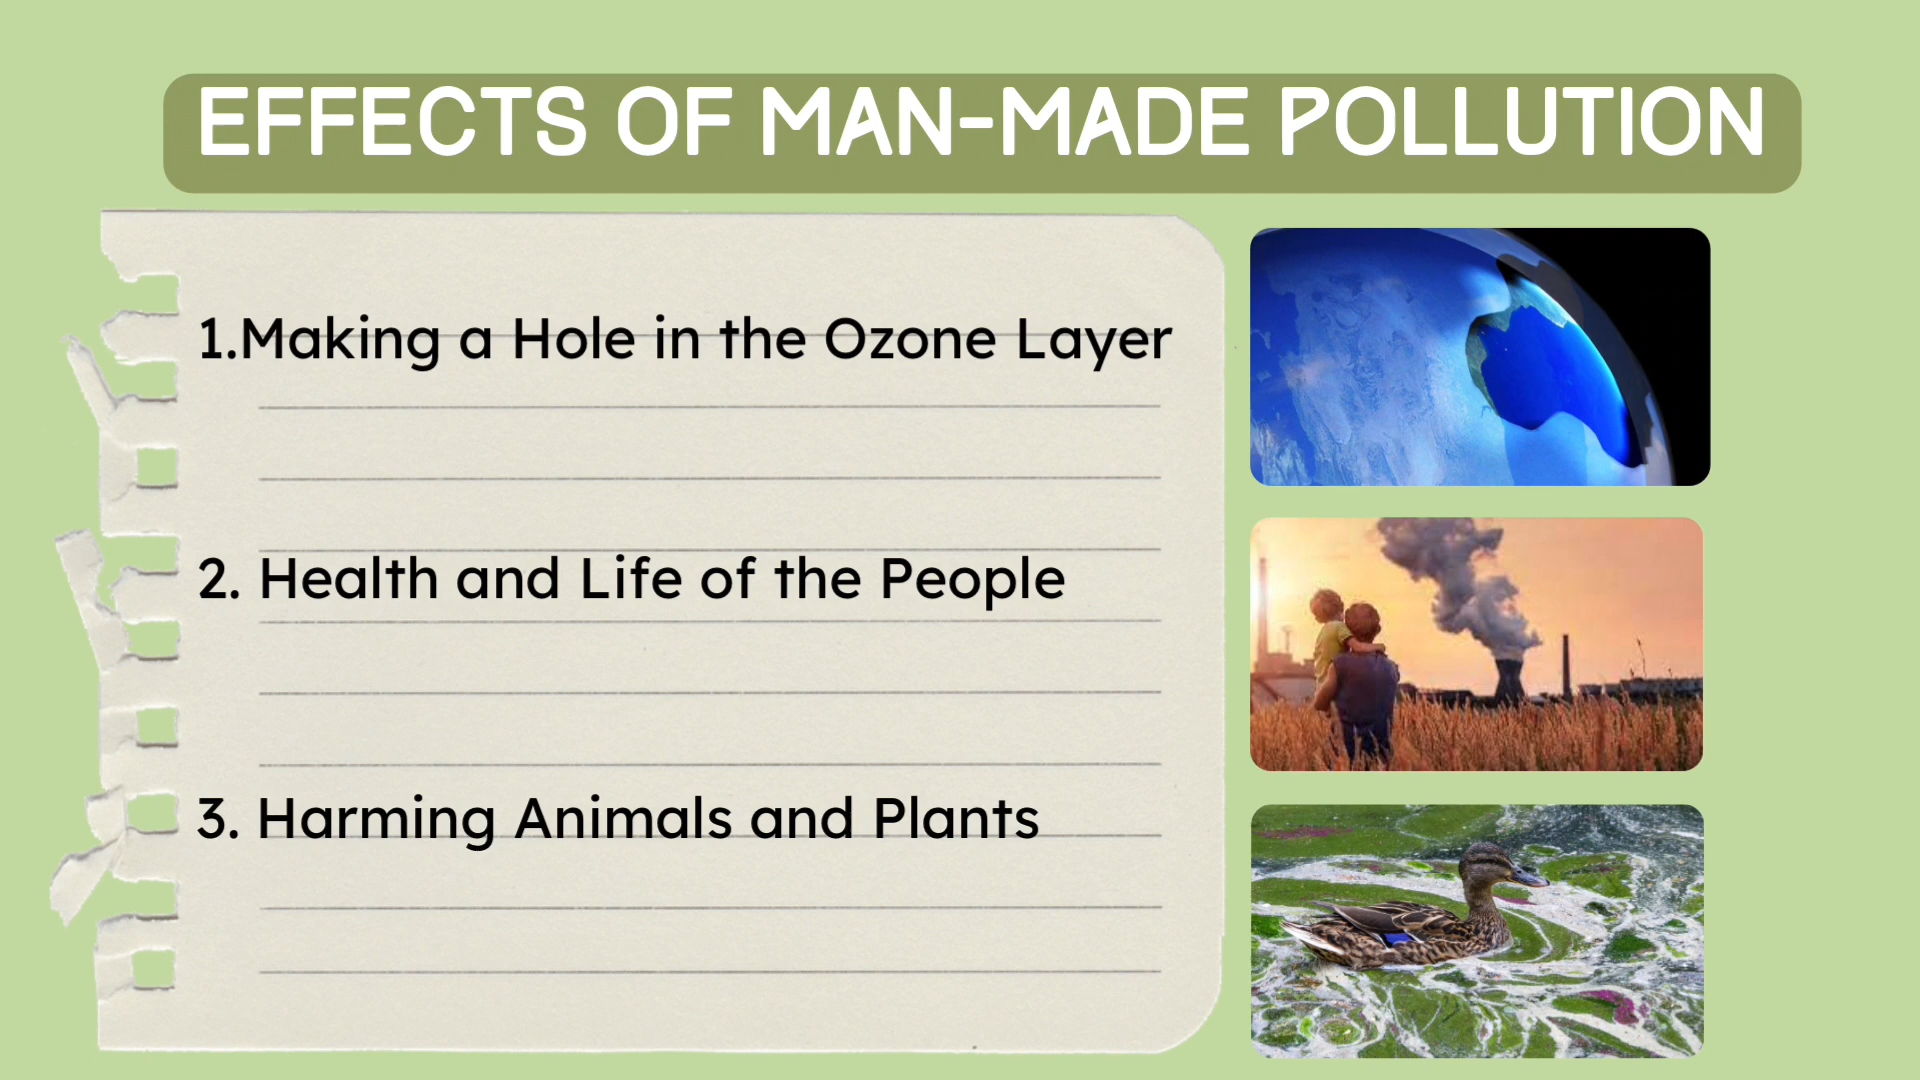 EFFECTS OF MAN-MADE POLLUTION
1.Making a Hole in the Ozone Layer
2. Health and Life of the People
3. Harming Animals and Plants